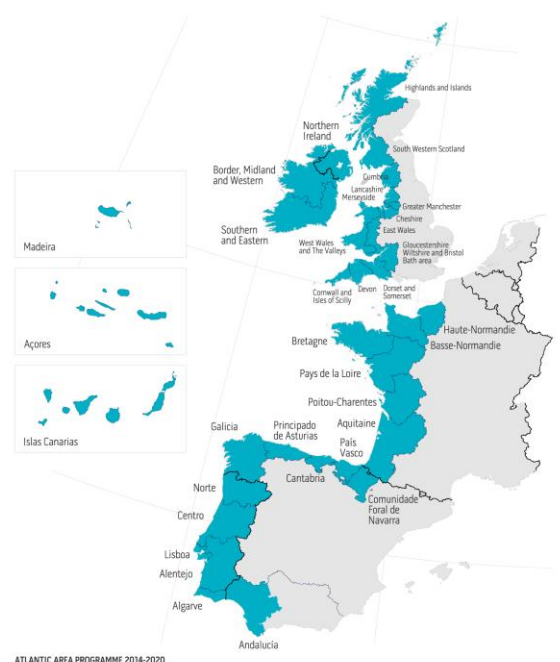 Highlands and Islands
Northern
Ireland
South Western Scotland
Border, Midland
and Western
Cumbria
Lancashire
Merseyside
Greater Manchester
Cheshire
East Wales
Southern
and Eastern
West Wales
and The Valleys
Gloucestershire
Wiltshire and Bristol
Bath area
Cornwall and
Isles of Scilly
Devon
Dorset and
Somerset
Madeira
Açores
Islas Canarias
Haute-Normandie
Basse-Normandie
Bretagne
Pays de la Loire
Poitou-Charentes
Aquitaine
Galicia
Principado
de Asturias
País
Vasco
Cantabria
Comunidade
Foral de
Navarra
Norte
Centro
Lisboa
Alentejo
Algarve
Andalucía
ATLANTIC AREA PROGRAMME 2014-2020